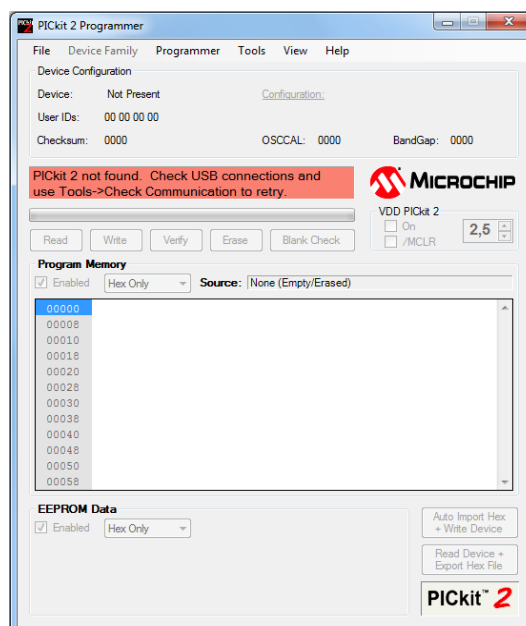 PICkit 2 Programmer
File Device Family Programmer Tools View Help
Device Configuration
Device: Not Present Configuration:
User IDs: 00 00 00 00
Checksum: 0000 OSCCAL: 0000 BandGap: 0000
PICkit 2 not found. Check USB connections and
use Tools->Check Communication to retry.
MICROCHIP
VDD PICkit 2
On
/MCLR
2,5
Read Write Verify Erase Blank Check
Program Memory
Enabled Hex Only Source: None (Empty/Erased)
00000
00008
00010
00018
00020
00028
00030
00038
00040
00048
00050
00058
EEPROM Data
Enabled Hex Only
Auto Import Hex
+ Write Device
Read Device +
Export Hex File
PICkit™ 2